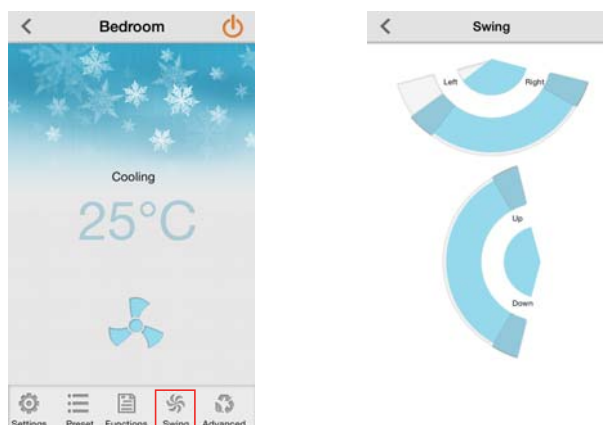 Bedroom
Cooling
25°C
Settings Preset Functions Swing Advanced
Swing
Left Right
Up
Down